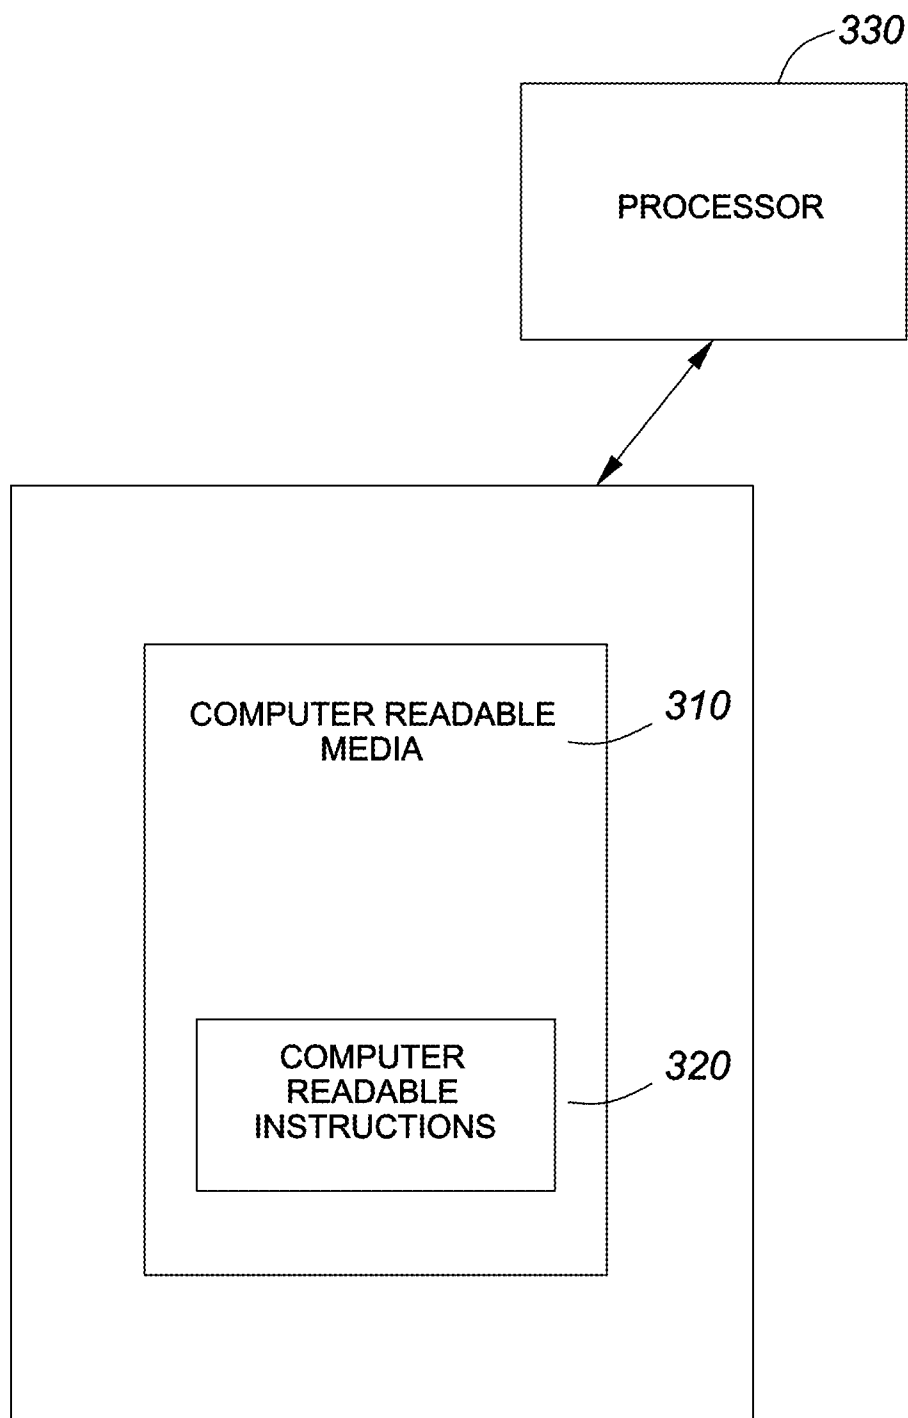 330
PROCESSOR
COMPUTER READABLE
MEDIA
310
COMPUTER
READABLE
INSTRUCTIONS
320